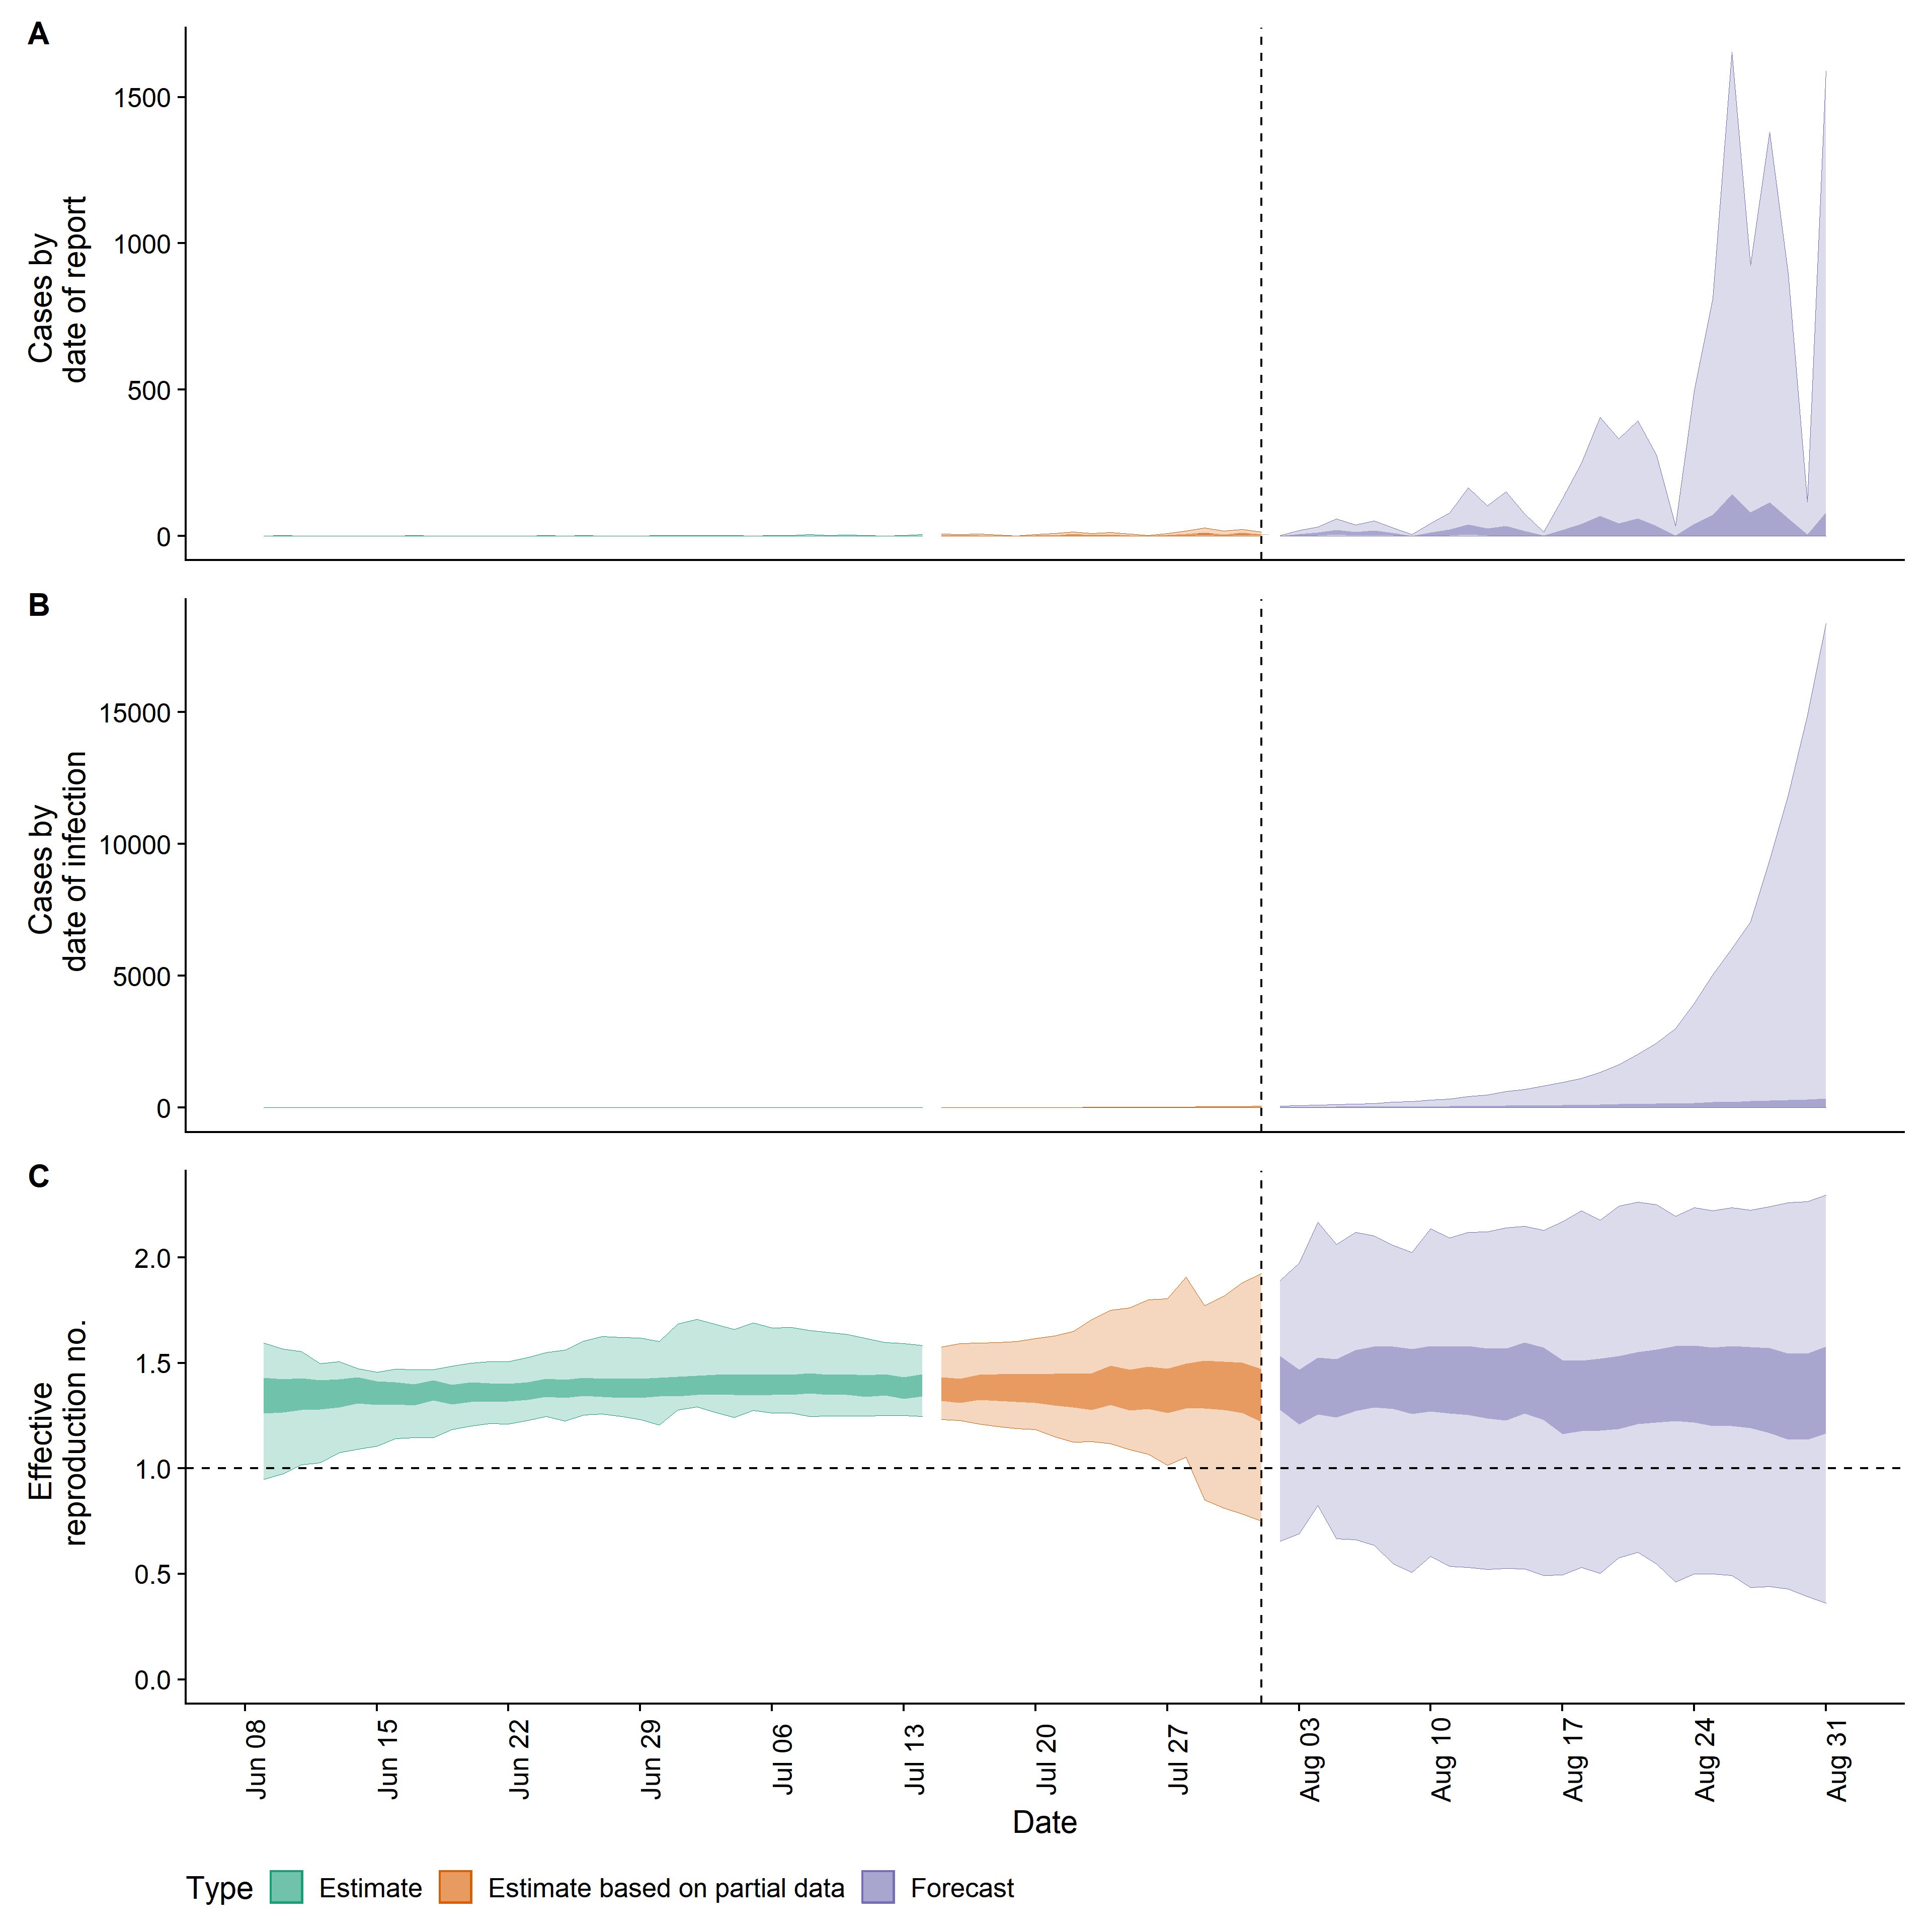 A
Cases by
date of report
1500
1000
500
0
B
Cases by
date of infection
15000
10000
5000
0
C
Effective
reproduction no.
2.0
1.5
1.0
0.5
0.0
Jun 08
Jun 15
Jun 22
Jun 29
Jul 06
Jul 13
Jul 20
Jul 27
Aug 03
Aug 10
Aug 17
Aug 24
Aug 31
Date
Type Estimate Estimate based on partial data Forecast